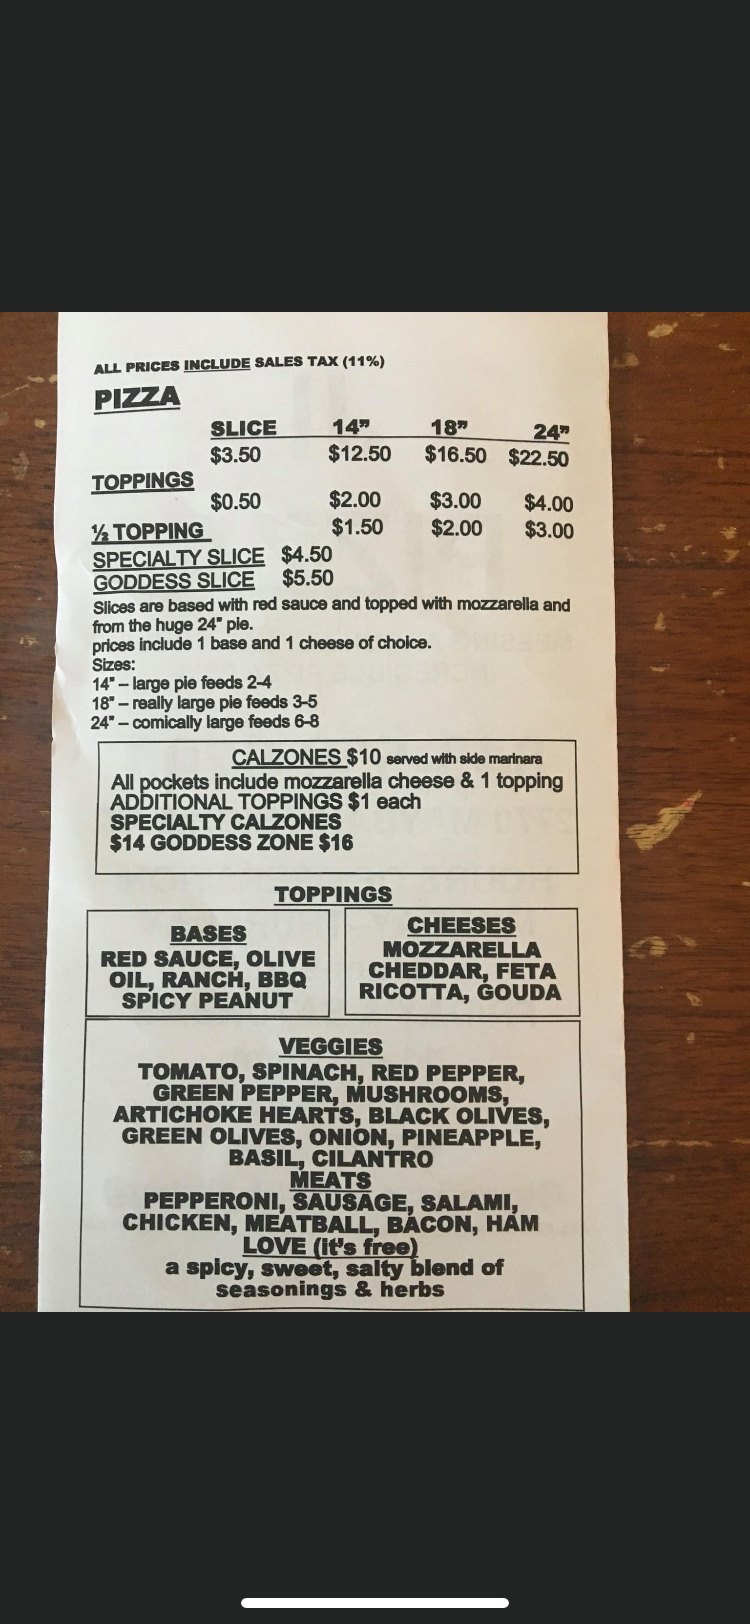 ALL PRICES INCLUDE SALES TAX (11%)
PIZZA
SLICE 14” 18” 24”
$3.50 $12.50 $16.50 $22.50
TOPPINGS
$0.50 $2.00 $3.00 $4.00
½ TOPPING $1.50 $2.00 $3.00
SPECIALTY SLICE $4.50
GODDESS SLICE $5.50
Slices are based with red sauce and topped with mozzarella and
from the huge 24" pie.
prices include 1 base and 1 cheese of choice.
Sizes:
14" – large pie feeds 2-4
18" – really large pie feeds 3-5
24" – comically large feeds 6-8
CALZONES $10 served with side marinara
All pockets include mozzarella cheese & 1 topping
ADDITIONAL TOPPINGS $1 each
SPECIALTY CALZONES
$14 GODDESS ZONE $16
TOPPINGS
BASES
RED SAUCE, OLIVE
OIL, RANCH, BBQ
SPICY PEANUT
CHEESES
MOZZARELLA
CHEDDAR, FETA
RICOTTA, GOUDA
VEGGIES
TOMATO, SPINACH, RED PEPPER,
GREEN PEPPER, MUSHROOMS,
ARTICHOKE HEARTS, BLACK OLIVES,
GREEN OLIVES, ONION, PINEAPPLE,
BASIL, CILANTRO
MEATS
PEPPERONI, SAUSAGE, SALAMI,
CHICKEN, MEATBALL, BACON, HAM
LOVE (it's free)
a spicy, sweet, salty blend of
seasonings & herbs